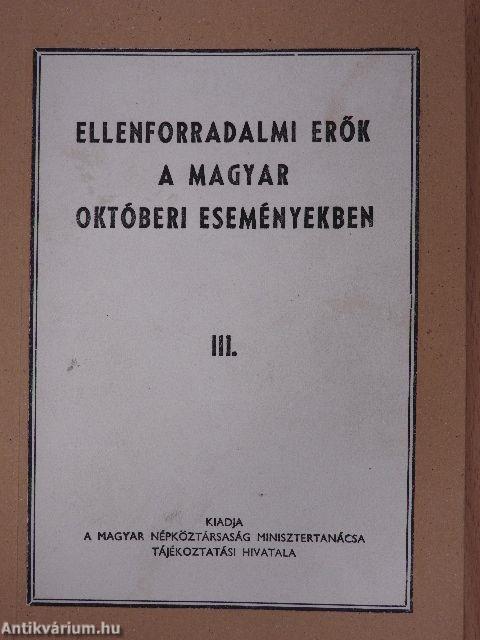 ELLENFORRADALMI ERŐK
A MAGYAR
OKTÓBERI ESEMÉNYEKBEN
III.
KIADJA
A MAGYAR NÉPKÖZTÁRSASÁG MINISZTERTANÁCSA
TÁJÉKOZTATÁSI HIVATALA
Antikvárium.hu